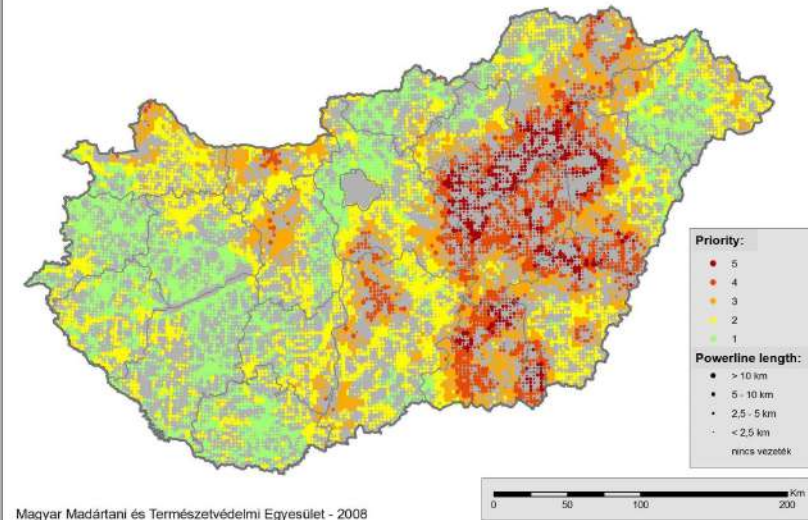 Priority:
5
4
3
2
1
Powerline length:
> 10 km
5 - 10 km
2,5 - 5 km
< 2,5 km
nincs vezeték
Km
0 50 100 200
Magyar Madártani és Természetvédelmi Egyesület - 2008